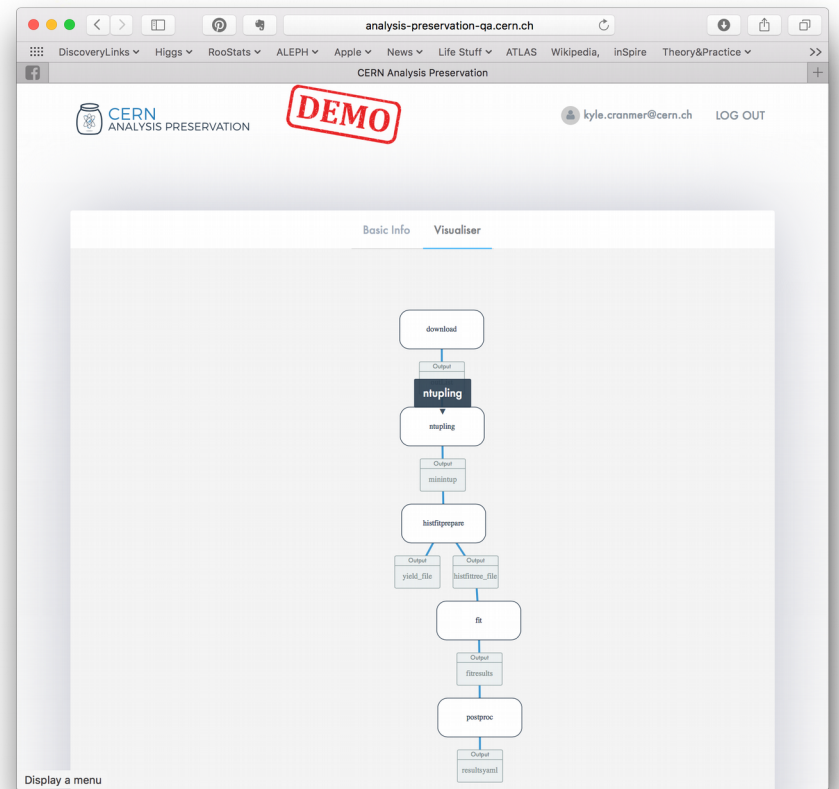 analysis-preservation-qa.cern.ch
DiscoveryLinks Higgs RooStats ALEPH Apple News Life Stuff ATLAS Wikipedia, inSpire Theory&Practice >>
CERN Analysis Preservation
CERN
ANALYSIS PRESERVATION
DEMO
kyle.cranmer@cern.ch LOG OUT
Basic Info Visualiser
download
Output
ntupling
ntupling
Output
minintup
histfitprepare
Output Output
yield_file histfittree_file
fit
Output
fitresults
postproc
Output
resultsyaml
Display a menu